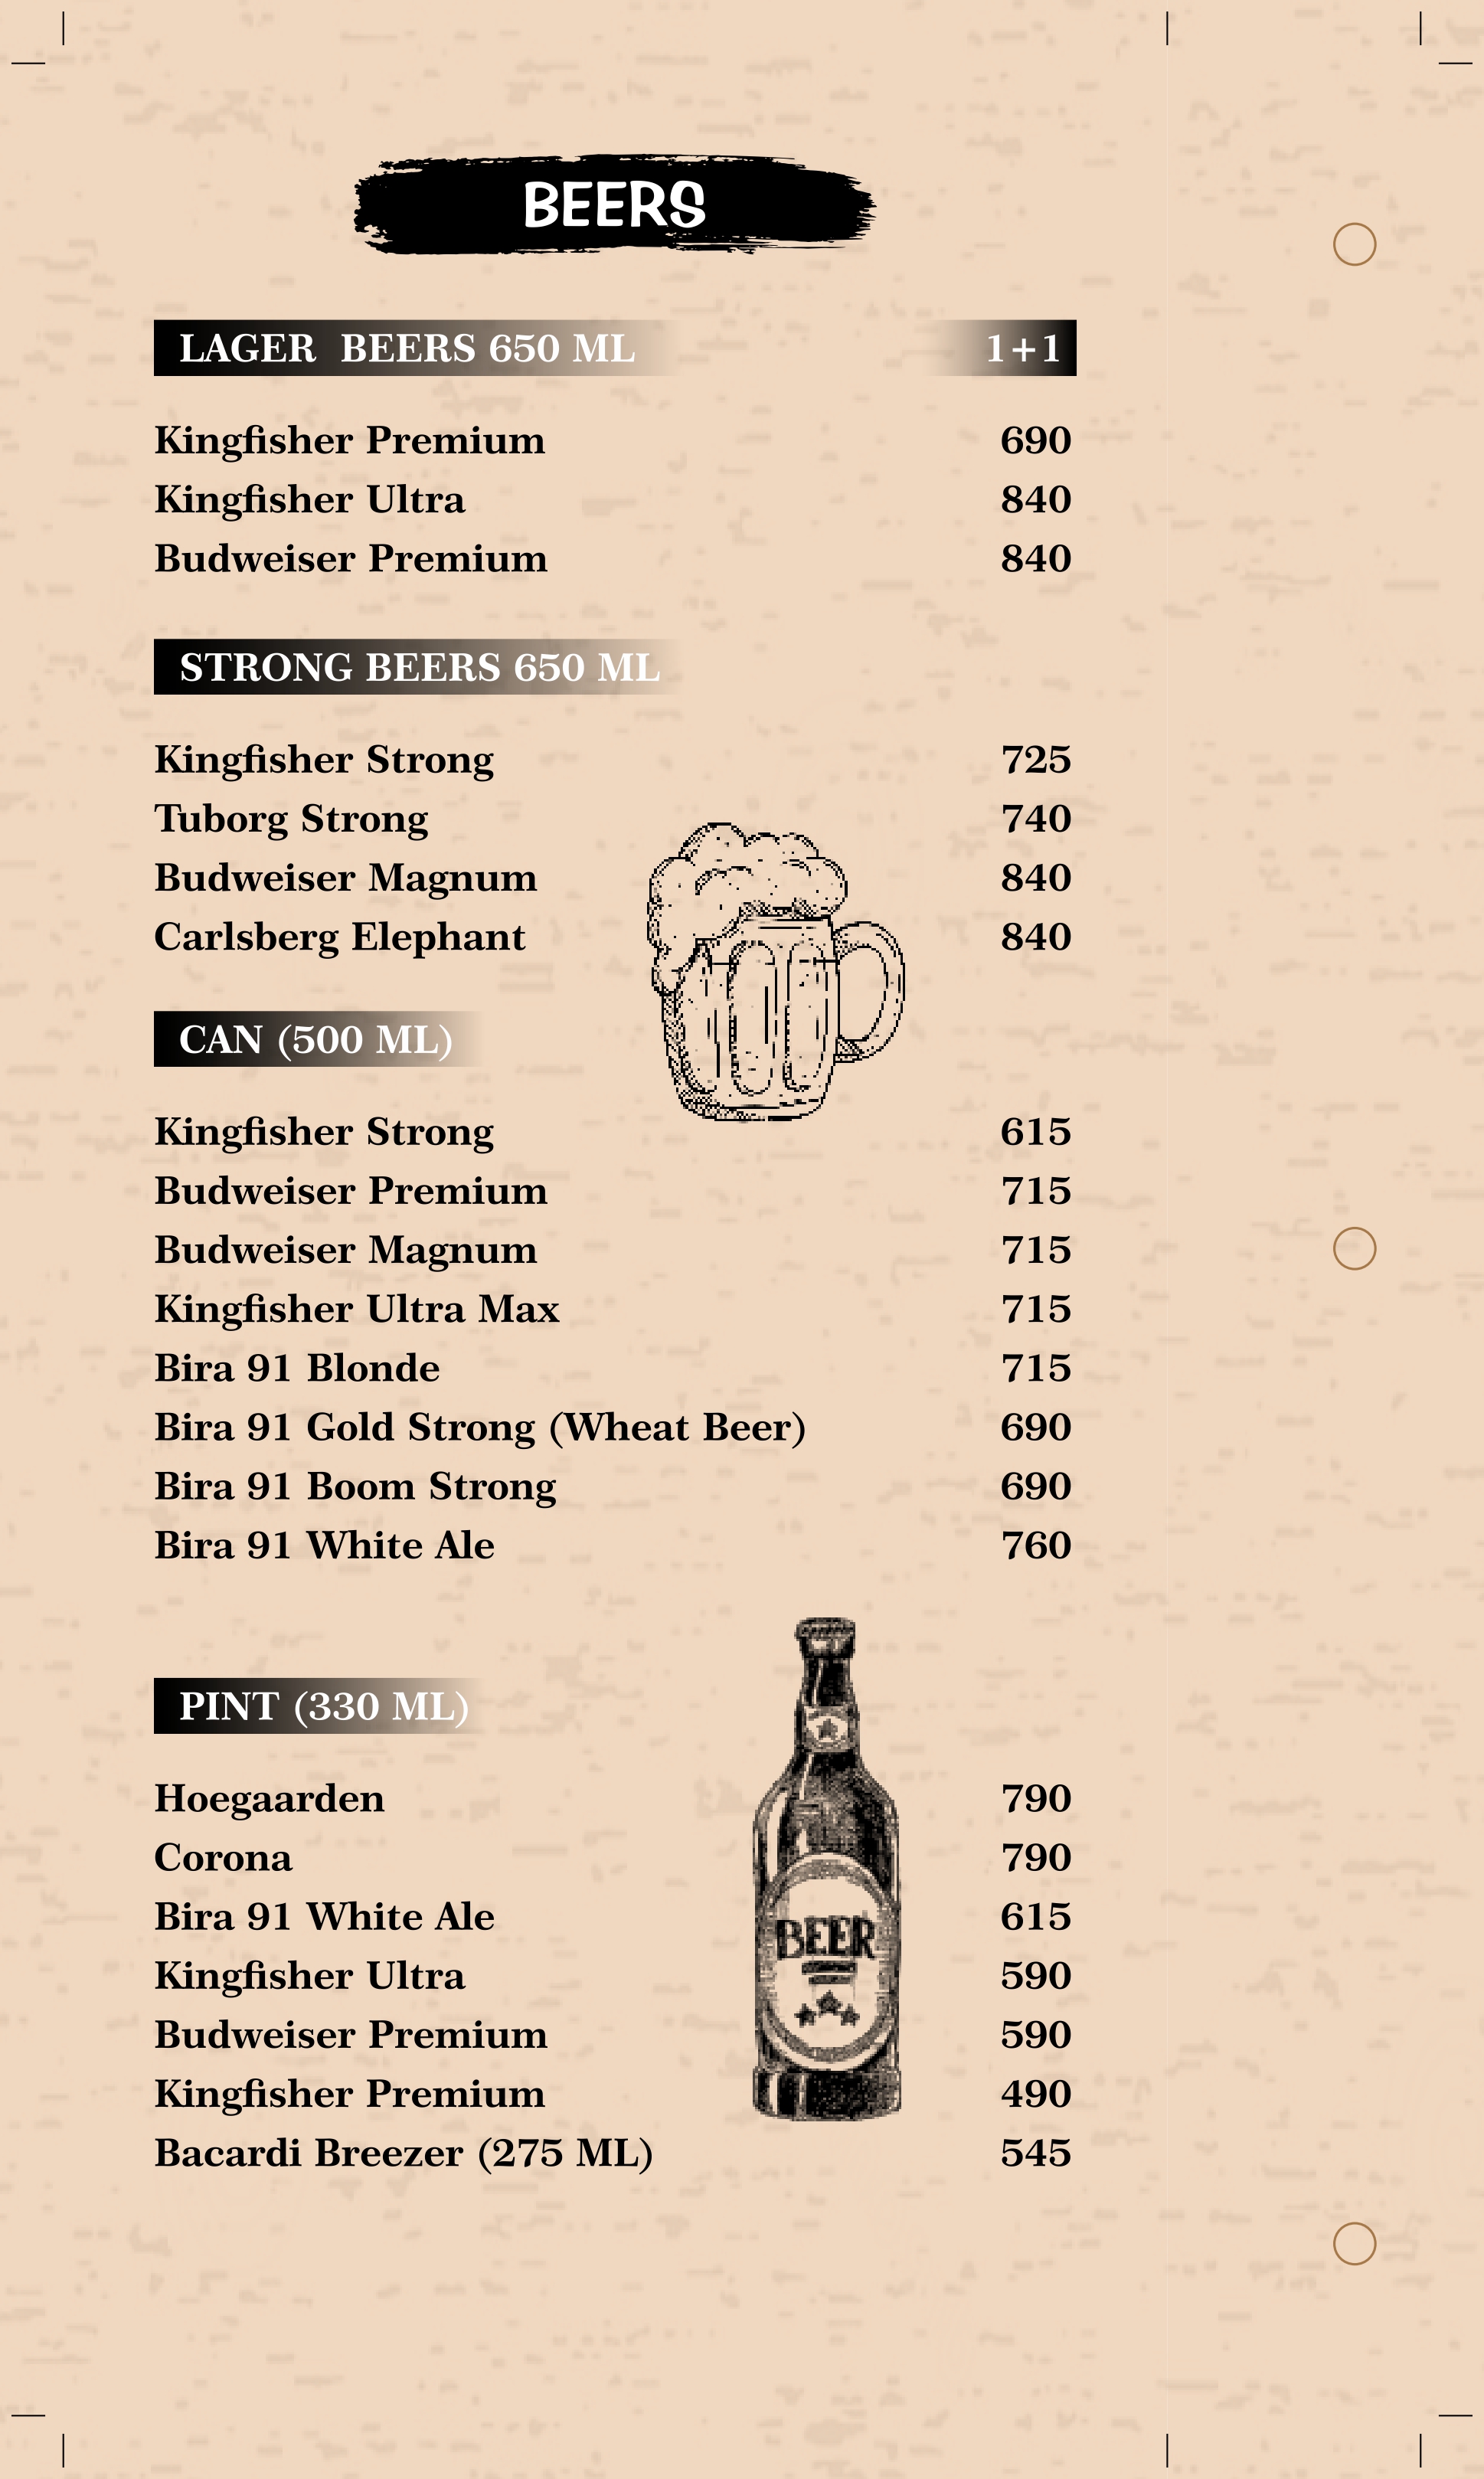 BEERS
LAGER BEERS 650 ML 1+1
Kingfisher Premium 690
Kingfisher Ultra 840
Budweiser Premium 840
STRONG BEERS 650 ML
Kingfisher Strong 725
Tuborg Strong 740
Budweiser Magnum 840
Carlsberg Elephant 840
CAN (500 ML)
Kingfisher Strong 615
Budweiser Premium 715
Budweiser Magnum 715
Kingfisher Ultra Max 715
Bira 91 Blonde 715
Bira 91 Gold Strong (Wheat Beer) 690
Bira 91 Boom Strong 690
Bira 91 White Ale 760
PINT (330 ML)
Hoegaarden 790
Corona 790
Bira 91 White Ale 615
BEER
Kingfisher Ultra 590
Budweiser Premium 590
Kingfisher Premium 490
Bacardi Breezer (275 ML) 545